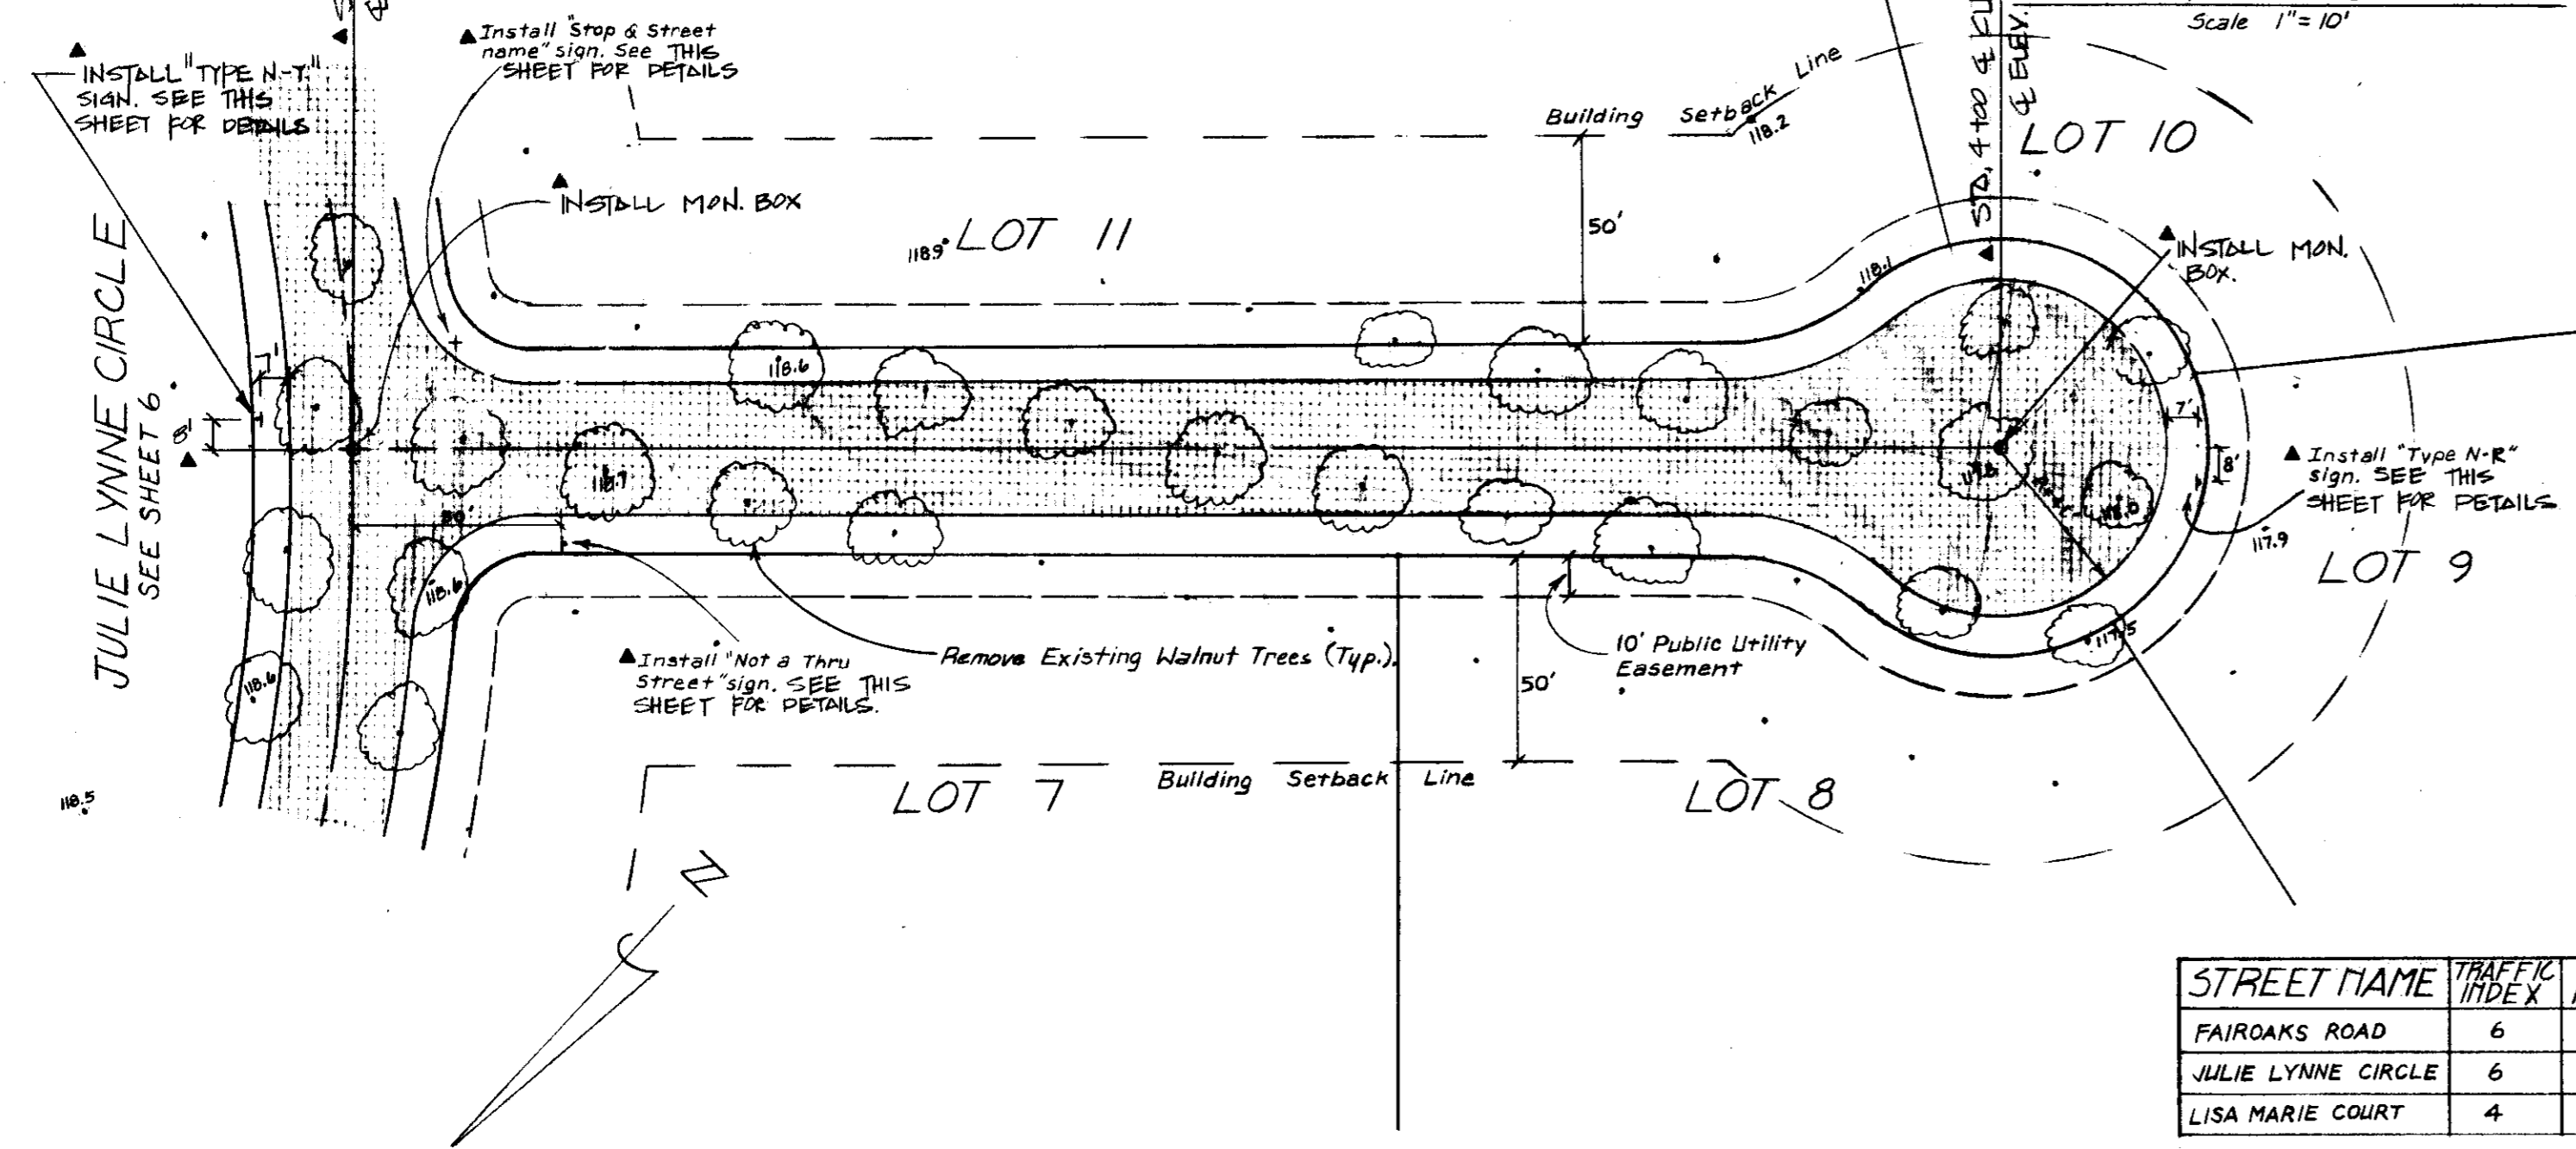 Scale 1"= 10'
INSTALL "TYPE N-T"
SIGN. SEE THIS
SHEET FOR DETAILS
Install "Stop & Street
name" sign. See THIS
SHEET FOR DETAILS
INSTALL MON. BOX
Building Setback Line
118.2
50'
STA. 4+00 ℄
℄ ELEV.
LOT 10
LOT 11
118.9
118.1
INSTALL MON.
BOX.
JULIE LYNNE CIRCLE
SEE SHEET 6
7'
8'
118.6
118.7
7'
8'
Install "Type N-R"
sign. SEE THIS
SHEET FOR DETAILS
118.0
117.9
LOT 9
118.6
117.5
118.6
118.5
Install "Not a Thru
Street" sign. SEE THIS
SHEET FOR DETAILS.
Remove Existing Walnut Trees (Typ.).
10' Public Utility
Easement
50'
LOT 7
Building Setback Line
LOT 8
N
STREET NAME TRAFFIC INDEX
FAIROAKS ROAD 6
JULIE LYNNE CIRCLE 6
LISA MARIE COURT 4